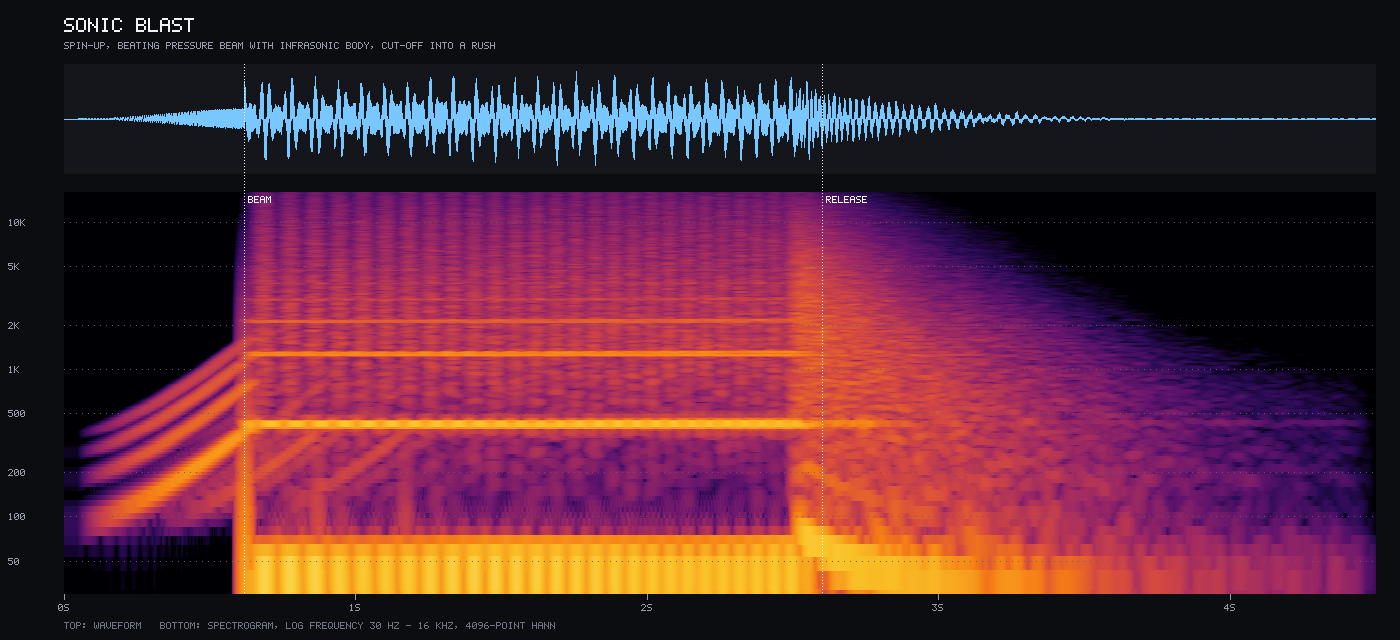 SONIC BLAST
SPIN-UP, BEATING PRESSURE BEAM WITH INFRASONIC BODY, CUT-OFF INTO A RUSH
BEAM
RELEASE
10K
5K
2K
1K
500
200
100
50
0S
1S
2S
3S
4S
TOP: WAVEFORM BOTTOM: SPECTROGRAM, LOG FREQUENCY 30 HZ - 16 KHZ, 4096-POINT HANN